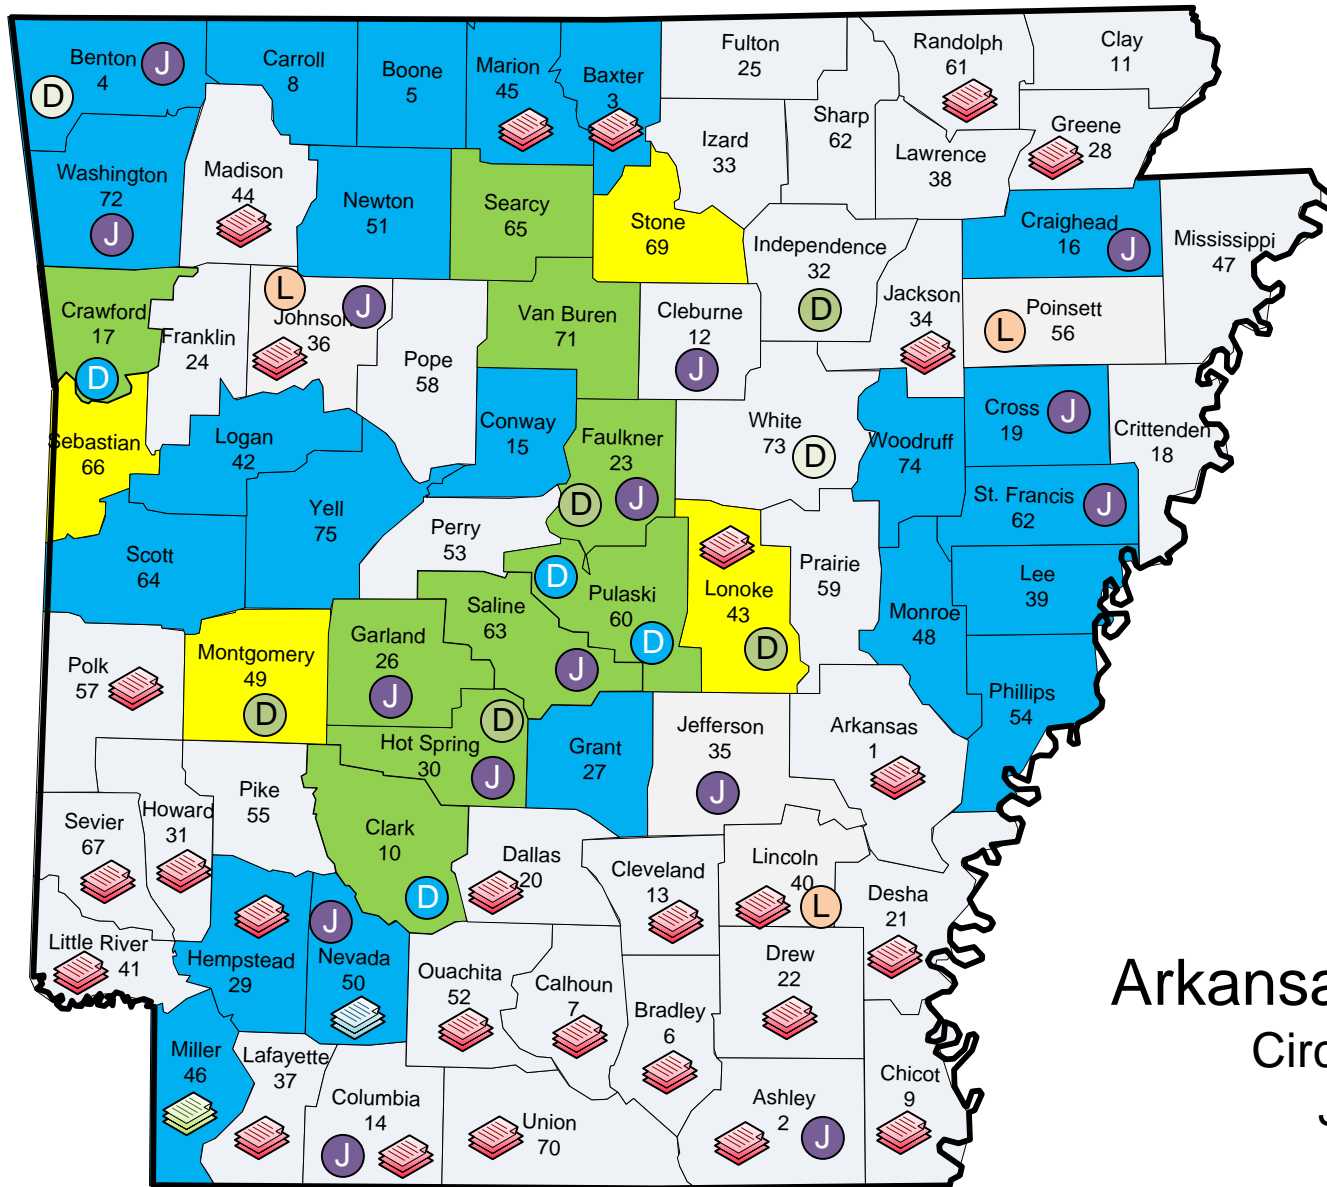 Benton
4
J
D
Carroll
8
Boone
5
Marion
45
Baxter
3
Fulton
25
Randolph
61
Clay
11
Sharp
62
Izard
33
Lawrence
38
Greene
28
Washington
72
J
Madison
44
Newton
51
Searcy
65
Stone
69
Independence
32
D
Craighead
16
J
Mississippi
47
Crawford
17
D
Franklin
24
L
Johnson
36
J
Pope
58
Van Buren
71
Cleburne
12
J
Jackson
34
Poinsett
56
L
Sebastian
66
Logan
42
Conway
15
Faulkner
23
D
J
White
73
D
Woodruff
74
Cross
19
J
Crittenden
18
St. Francis
62
J
Scott
64
Yell
75
Perry
53
D
Pulaski
60
D
Lonoke
43
D
Prairie
59
Monroe
48
Lee
39
Phillips
54
Polk
57
Montgomery
49
D
Garland
26
J
Saline
63
J
Hot Spring
30
D
J
Grant
27
Jefferson
35
J
Arkansas
1
Sevier
67
Howard
31
Pike
55
Clark
10
D
Dallas
20
Cleveland
13
Lincoln
40
L
Desha
21
Little River
41
Hempstead
29
J
Nevada
50
Ouachita
52
Calhoun
7
Bradley
6
Drew
22
Miller
46
Lafayette
37
Columbia
14
J
Union
70
Ashley
2
J
Chicot
9
Arkansa
Circ
J